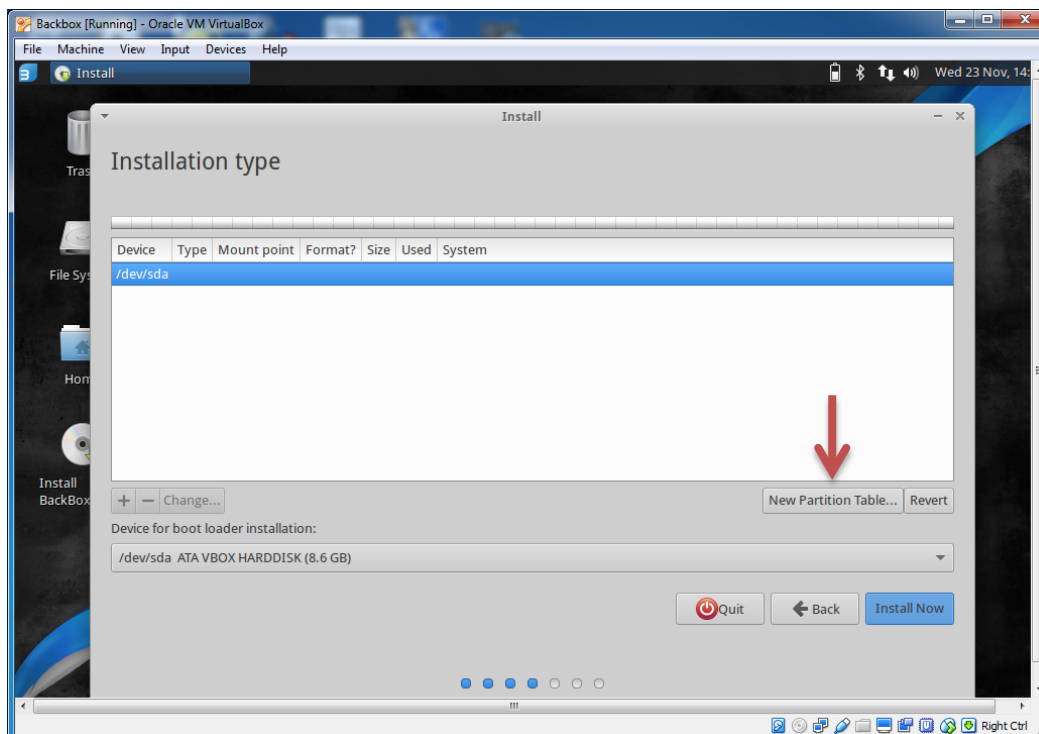 Backbox [Running] - Oracle VM VirtualBox
File Machine View Input Devices Help
Install
Wed 23 Nov, 14:
Install
Installation type
Tras
File Sys
Hom
Install
BackBox
Device Type Mount point Format? Size Used System
/dev/sda
+ − Change...
New Partition Table... Revert
Device for boot loader installation:
/dev/sda ATA VBOX HARDDISK (8.6 GB)
Quit Back Install Now
Right Ctrl